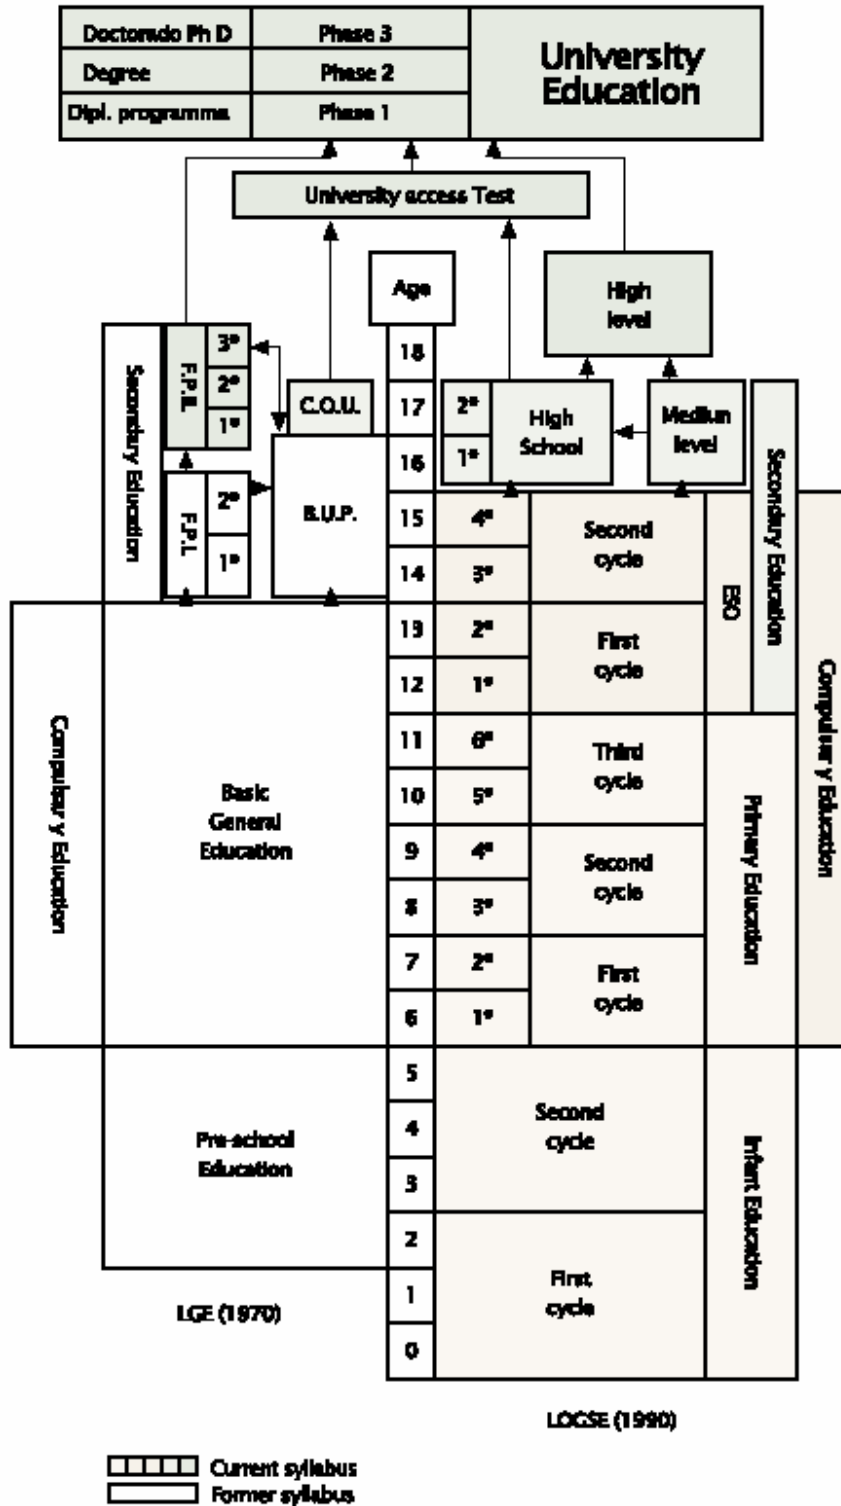 Doctorado Ph D
Phase 3
Degree
Phase 2
Dipl. programma
Phase 1
University
Education
University access Test
Age
High
level
18
17
16
15
14
13
12
11
10
9
8
7
6
5
4
3
2
1
0
Secondary Education
F.P.II.
3º
2º
1º
F.P.I.
2º
1º
C.O.U.
B.U.P.
Compulsar y Education
Basic
General
Education
Pre-school
Education
LGE (1970)
2º
1º
High
School
Mediun
level
Secondary Education
4º
3º
Second
cycle
2º
1º
First
cycle
ESO
6º
5º
Third
cycle
4º
3º
Second
cycle
2º
1º
First
cycle
Primary Education
Compulsar y Education
Second
cycle
First
cycle
Infant Education
LOGSE (1990)
Current syllabus
Former syllabus